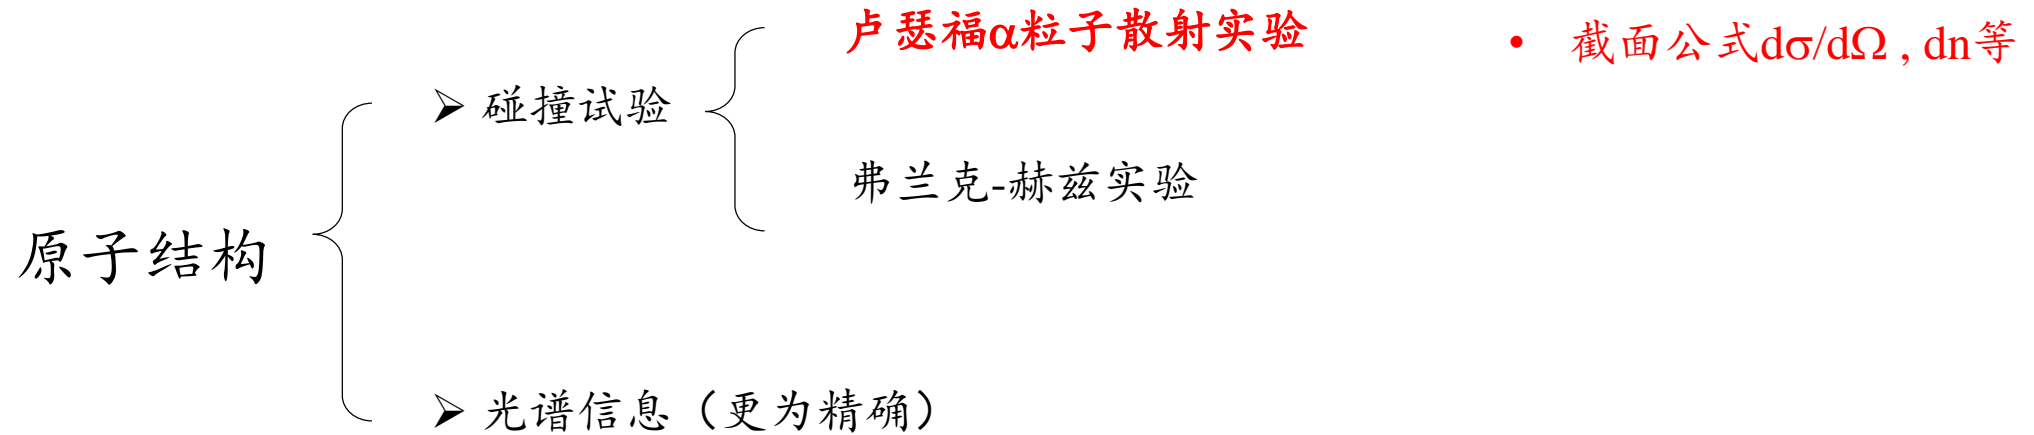 卢瑟福α粒子散射实验
• 截面公式dσ/dΩ , dn等
➢ 碰撞试验
弗兰克-赫兹实验
原子结构
➢ 光谱信息（更为精确）